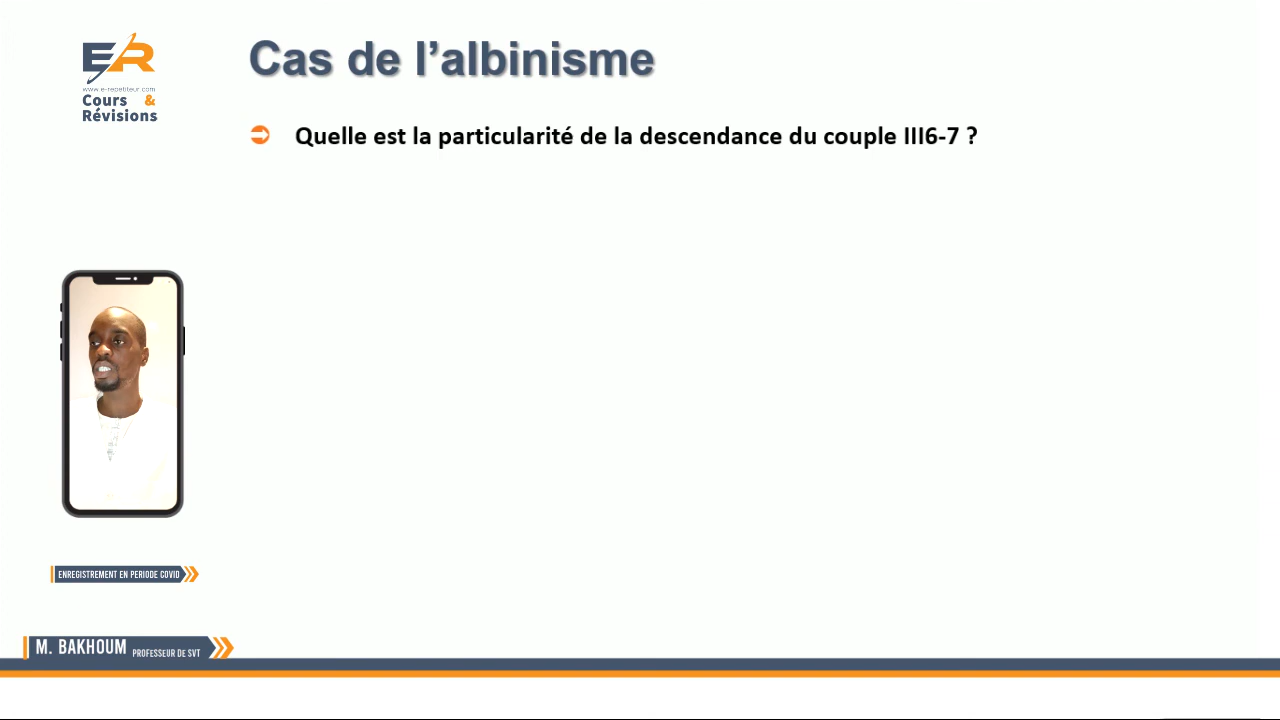 ER
www.e-repetiteur.com
Cours &
Révisions
Cas de l'albinisme
Quelle est la particularité de la descendance du couple III6-7 ?
ENREGISTREMENT EN PERIODE COVID
M. BAKHOUM PROFESSEUR DE SVT